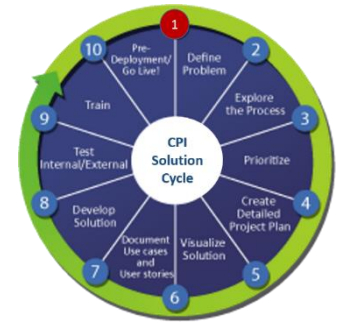 1
Define
Problem
2
Explore
the Process
3
Prioritize
4
Create
Detailed
Project Plan
5
Visualize
Solution
6
Document
Use cases
and
User stories
7
Develop
Solution
8
Test
Internal/External
9
Train
10
Pre-
Deployment/
Go Live!
CPI
Solution
Cycle